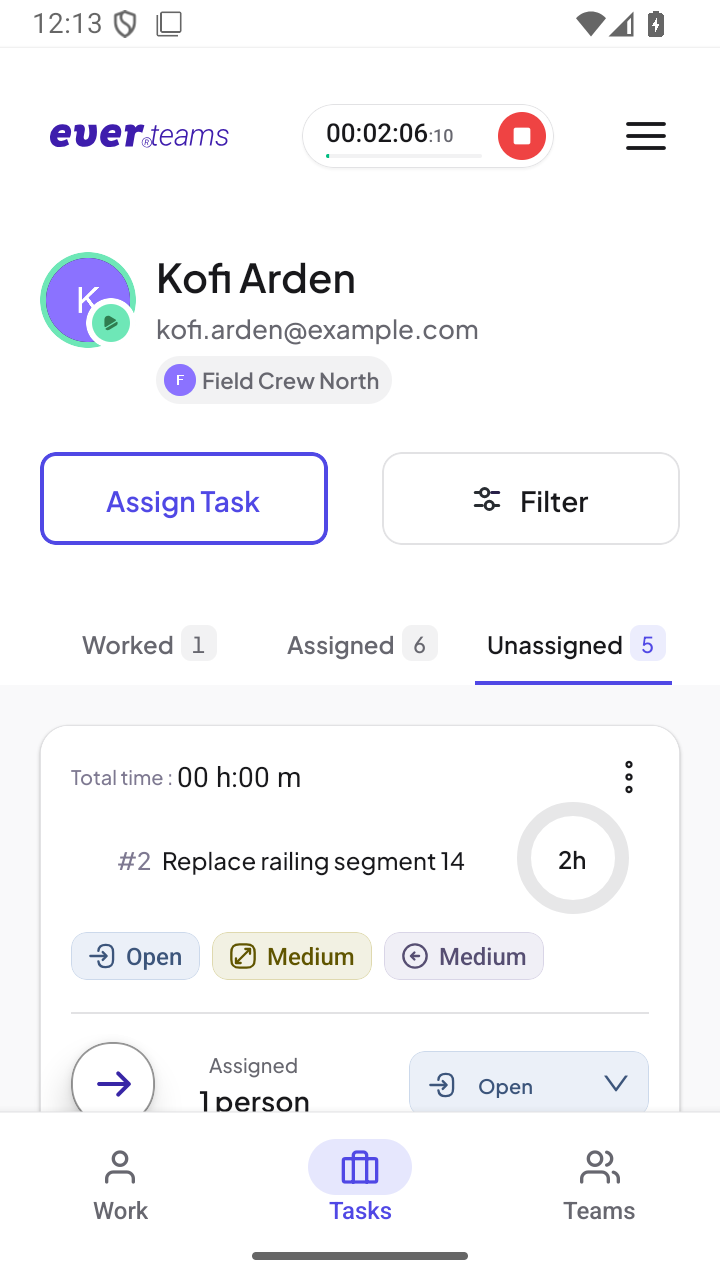 12:13
ever® teams
00:02:06:10
K
Kofi Arden
kofi.arden@example.com
F Field Crew North
Assign Task
Filter
Worked 1
Assigned 6
Unassigned 5
Total time : 00 h:00 m
#2 Replace railing segment 14
2h
Open
Medium
Medium
Assigned
1 person
Open
Work
Tasks
Teams